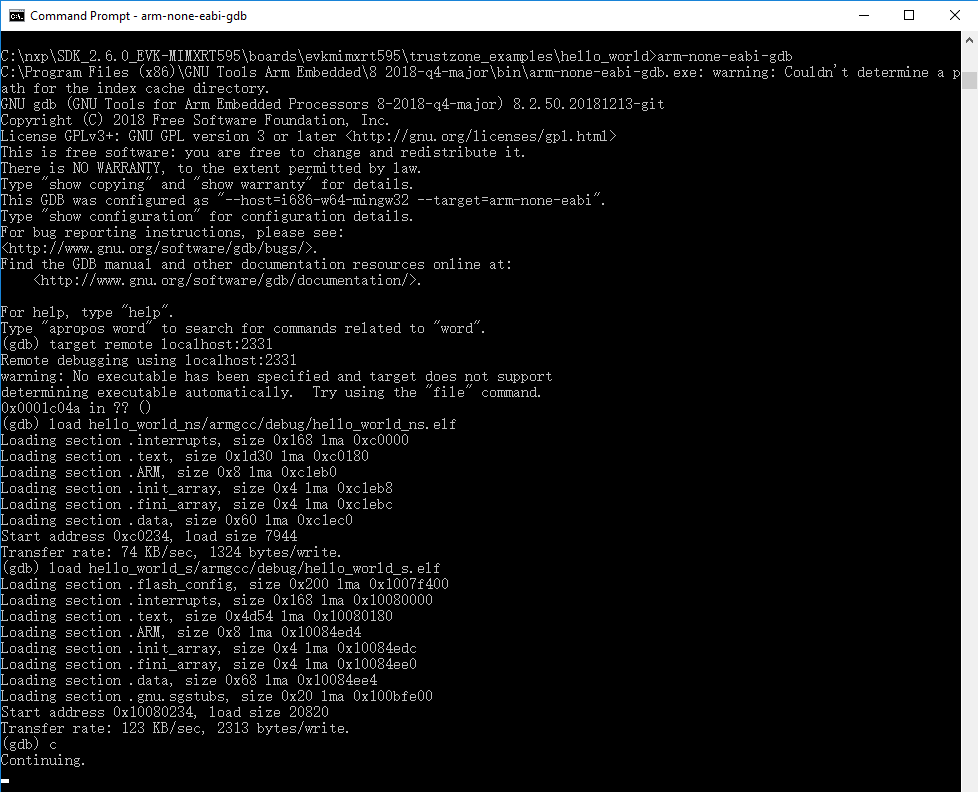 Command Prompt - arm-none-eabi-gdb
C:\nxp\SDK_2.6.0_EVK-MIMXRT595\boards\evkmimxrt595\trustzone_examples\hello_world>arm-none-eabi-gdb
C:\Program Files (x86)\GNU Tools Arm Embedded\8 2018-q4-major\bin\arm-none-eabi-gdb.exe: warning: Couldn't determine a p
ath for the index cache directory.
GNU gdb (GNU Tools for Arm Embedded Processors 8-2018-q4-major) 8.2.50.20181213-git
Copyright (C) 2018 Free Software Foundation, Inc.
License GPLv3+: GNU GPL version 3 or later <http://gnu.org/licenses/gpl.html>
This is free software: you are free to change and redistribute it.
There is NO WARRANTY, to the extent permitted by law.
Type "show copying" and "show warranty" for details.
This GDB was configured as "--host=i686-w64-mingw32 --target=arm-none-eabi".
Type "show configuration" for configuration details.
For bug reporting instructions, please see:
<http://www.gnu.org/software/gdb/bugs/>.
Find the GDB manual and other documentation resources online at:
    <http://www.gnu.org/software/gdb/documentation/>.

For help, type "help".
Type "apropos word" to search for commands related to "word".
(gdb) target remote localhost:2331
Remote debugging using localhost:2331
warning: No executable has been specified and target does not support
determining executable automatically.  Try using the "file" command.
0x0001c04a in ?? ()
(gdb) load hello_world_ns/armgcc/debug/hello_world_ns.elf
Loading section .interrupts, size 0x168 lma 0xc0000
Loading section .text, size 0x1d30 lma 0xc0180
Loading section .ARM, size 0x8 lma 0xc1eb0
Loading section .init_array, size 0x4 lma 0xc1eb8
Loading section .fini_array, size 0x4 lma 0xc1ebc
Loading section .data, size 0x60 lma 0xc1ec0
Start address 0xc0234, load size 7944
Transfer rate: 74 KB/sec, 1324 bytes/write.
(gdb) load hello_world_s/armgcc/debug/hello_world_s.elf
Loading section .flash_config, size 0x200 lma 0x1007f400
Loading section .interrupts, size 0x168 lma 0x10080000
Loading section .text, size 0x4d54 lma 0x10080180
Loading section .ARM, size 0x8 lma 0x10084ed4
Loading section .init_array, size 0x4 lma 0x10084edc
Loading section .fini_array, size 0x4 lma 0x10084ee0
Loading section .data, size 0x68 lma 0x10084ee4
Loading section .gnu.sgstubs, size 0x20 lma 0x100bfe00
Start address 0x10080234, load size 20820
Transfer rate: 123 KB/sec, 2313 bytes/write.
(gdb) c
Continuing.